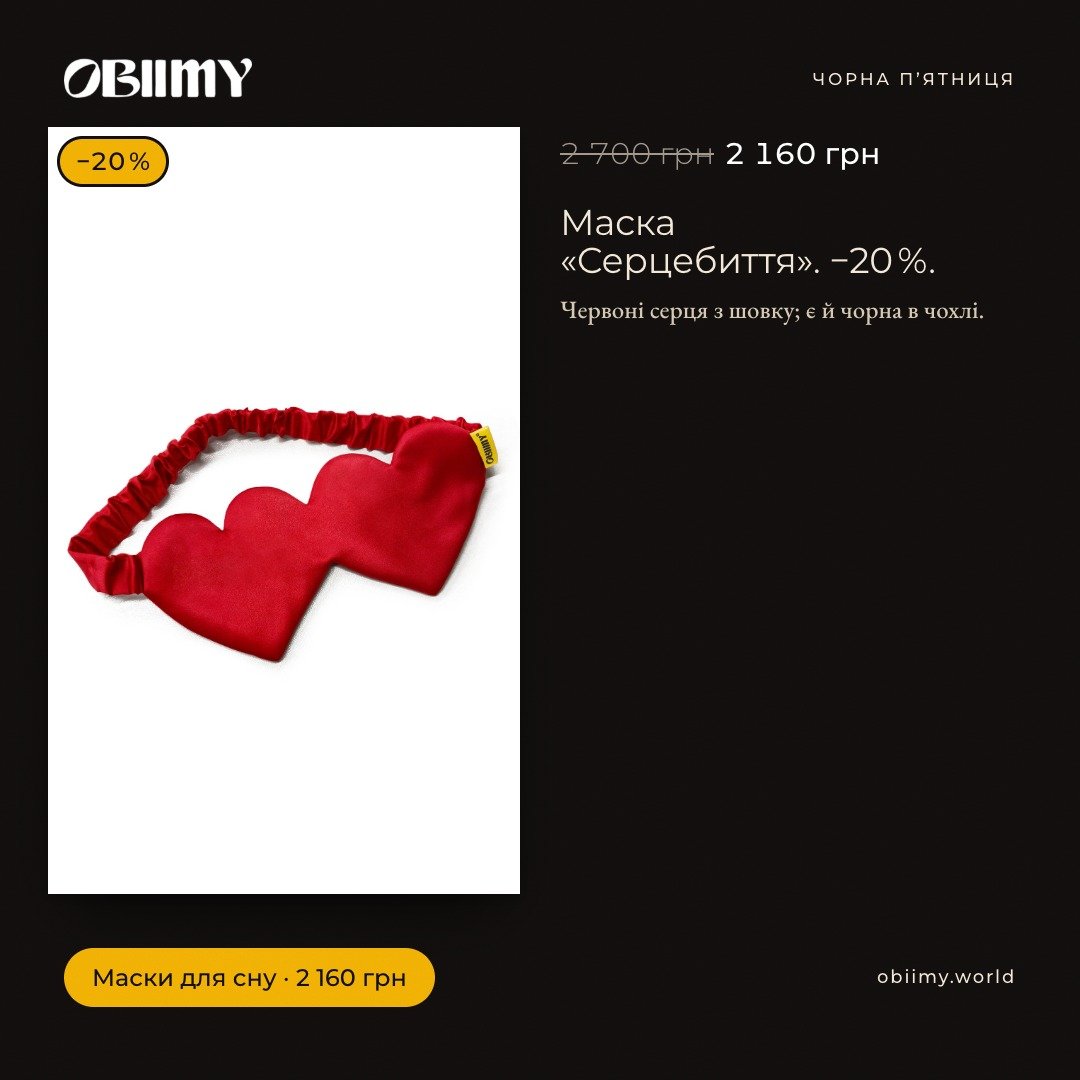 OBIIMY
ЧОРНА П’ЯТНИЦЯ
−20 %
2 700 грн 2 160 грн
Маска
«Серцебиття». −20 %.
Червоні серця з шовку; є й чорна в чохлі.
Obiimy
Маски для сну · 2 160 грн
obiimy.world